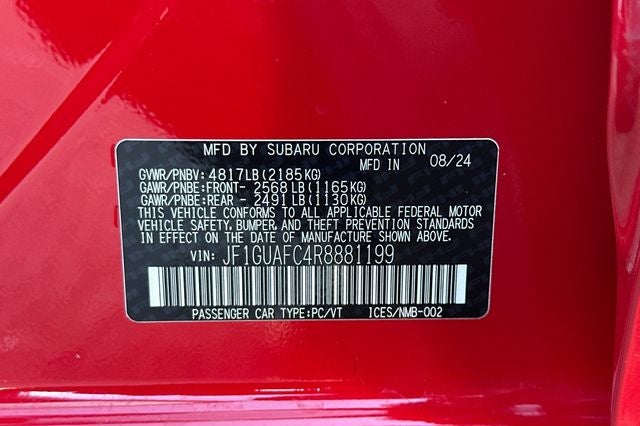 MFD BY SUBARU CORPORATION
MFD IN 08/24
GVWR/PNBV: 4817LB(2185KG)
GAWR/PNBE:FRONT- 2568LB(1165KG)
GAWR/PNBE:REAR - 2491LB(1130KG)
THIS VEHICLE CONFORMS TO ALL APPLICABLE FEDERAL MOTOR
VEHICLE SAFETY, BUMPER, AND THEFT PREVENTION STANDARDS
IN EFFECT ON THE DATE OF MANUFACTURE SHOWN ABOVE.
VIN: JF1GUAFC4R8881199
PASSENGER CAR TYPE:PC/VT ICES/NMB-002